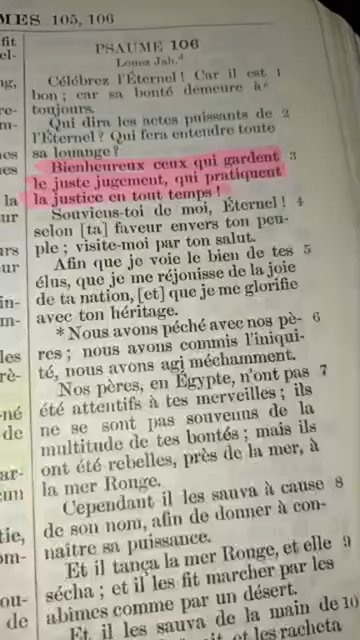 MES 105, 106
PSAUME 106
Louez Jah.ᵈ
Célébrez l'Éternel ! Car il est 1
bon ; car sa bonté demeure à
toujours.
Qui dira les actes puissants de 2
l'Éternel ? Qui fera entendre toute
sa louange ?
Bienheureux ceux qui gardent 3
le juste jugement, qui pratiquent
la justice en tout temps !
Souviens-toi de moi, Éternel ! 4
selon [ta] faveur envers ton peu-
ple ; visite-moi par ton salut.
Afin que je voie le bien de tes 5
élus, que je me réjouisse de la joie
de ta nation, [et] que je me glorifie
avec ton héritage.
*Nous avons péché avec nos pè- 6
res ; nous avons commis l'iniqui-
té, nous avons agi méchamment.
Nos pères, en Égypte, n'ont pas 7
été attentifs à tes merveilles ; ils
ne se sont pas souvenus de la
multitude de tes bontés ; mais ils
ont été rebelles, près de la mer, à
la mer Rouge.
Cependant il les sauva à cause 8
de son nom, afin de donner à con-
naître sa puissance.
Et il tança la mer Rouge, et elle 9
sécha ; et il les fit marcher par les
abîmes comme par un désert.
Et il les sauva de la main de 10
et les racheta